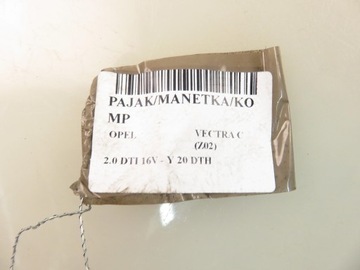 PAJAK/MANETKA/KO
MP
OPEL VECTRA C
(Z02)
2.0 DTI 16V - Y 20 DTH